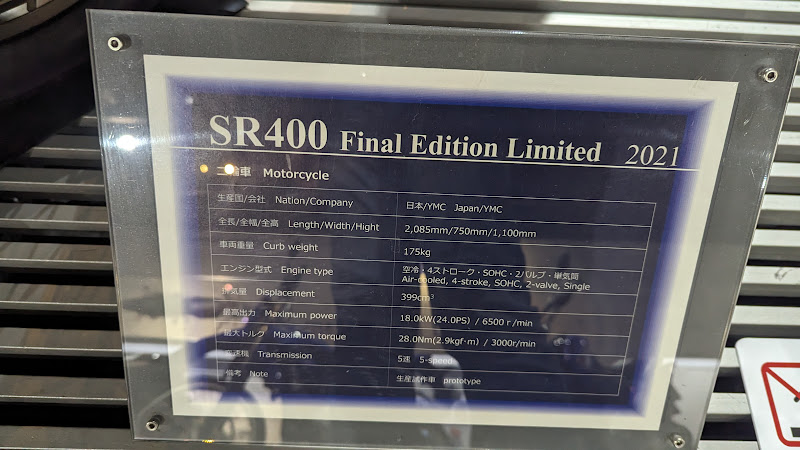 SR400 Final Edition Limited 2021
二輪車 Motorcycle
生産国/会社 Nation/Company 日本/YMC Japan/YMC
全長/全幅/全高 Length/Width/Hight 2,085mm/750mm/1,100mm
車両重量 Curb weight 175kg
エンジン型式 Engine type 空冷・4ストローク・SOHC・2バルブ・単気筒
Air-cooled, 4-stroke, SOHC, 2-valve, Single
排気量 Displacement 399cm³
最高出力 Maximum power 18.0kW(24.0PS) / 6500 r /min
最大トルク Maximum torque 28.0Nm(2.9kgf·m) / 3000r/min
変速機 Transmission 5速 5-speed
備考 Note 生産試作車 prototype